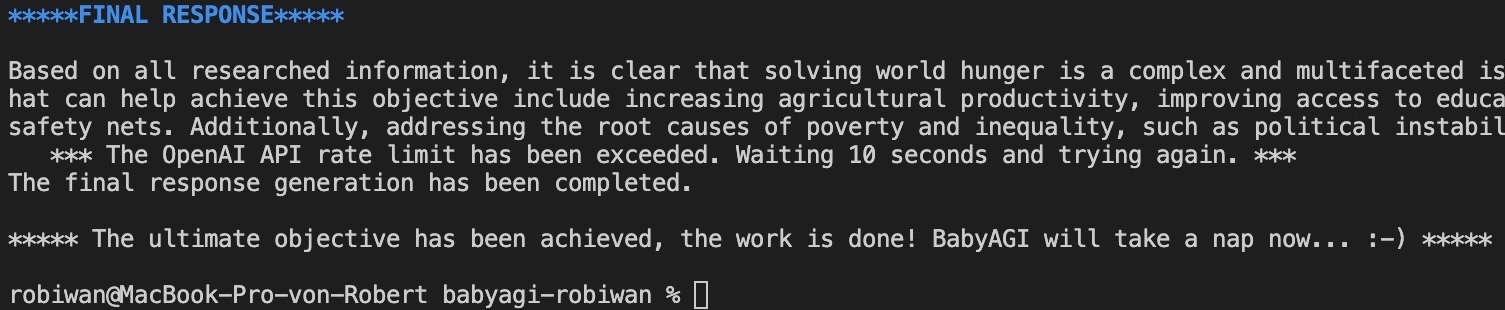 *****FINAL RESPONSE*****
Based on all researched information, it is clear that solving world hunger is a complex and multifaceted is
hat can help achieve this objective include increasing agricultural productivity, improving access to educa
safety nets. Additionally, addressing the root causes of poverty and inequality, such as political instabil
*** The OpenAI API rate limit has been exceeded. Waiting 10 seconds and trying again. ***
The final response generation has been completed.
***** The ultimate objective has been achieved, the work is done! BabyAGI will take a nap now... :-) *****
robiwan@MacBook-Pro-von-Robert babyagi-robiwan %